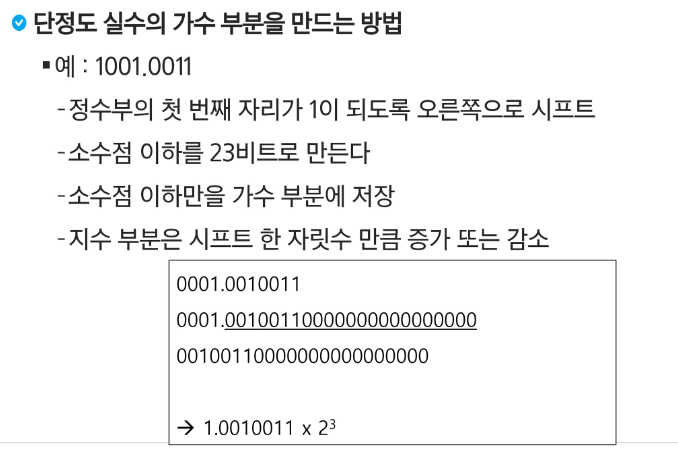 단정도 실수의 가수 부분을 만드는 방법
▪예 : 1001.0011
-정수부의 첫 번째 자리가 1이 되도록 오른쪽으로 시프트
-소수점 이하를 23비트로 만든다
-소수점 이하만을 가수 부분에 저장
-지수 부분은 시프트 한 자릿수 만큼 증가 또는 감소
0001.0010011
0001.00100110000000000000000
00100110000000000000000
→ 1.0010011 x 2³